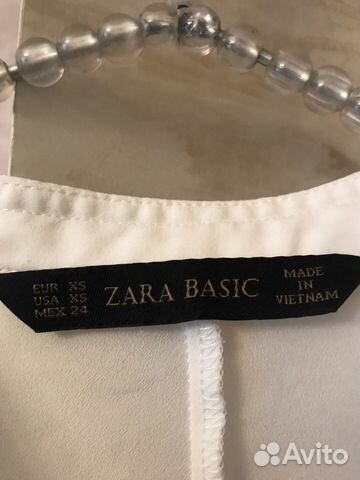 EUR XS
USA XS
MEX 24
ZARA BASIC
MADE
IN
VIETNAM
Avito